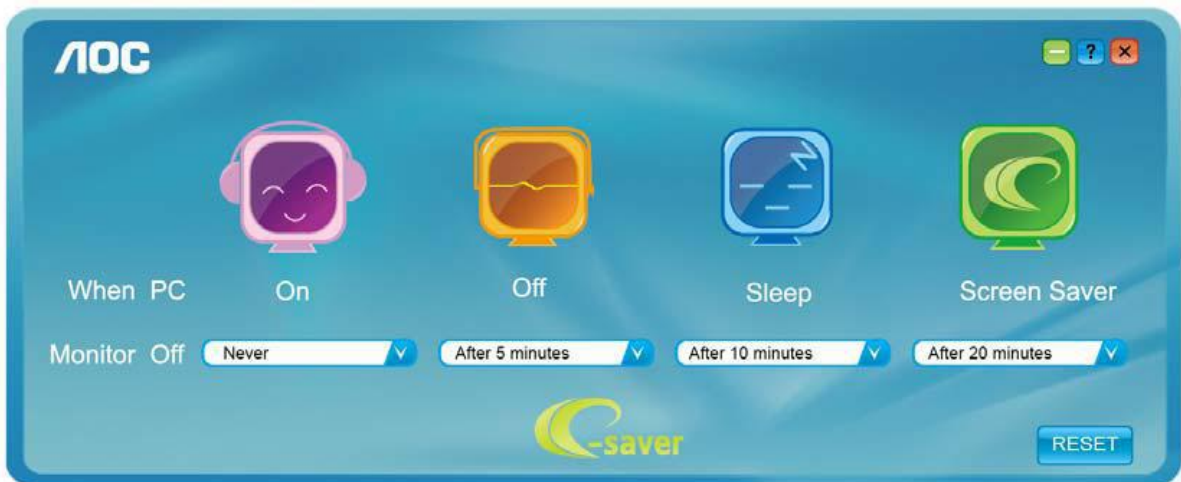 AOC
?
When PC On Off Sleep Screen Saver
Monitor Off Never After 5 minutes After 10 minutes After 20 minutes
e-saver
RESET